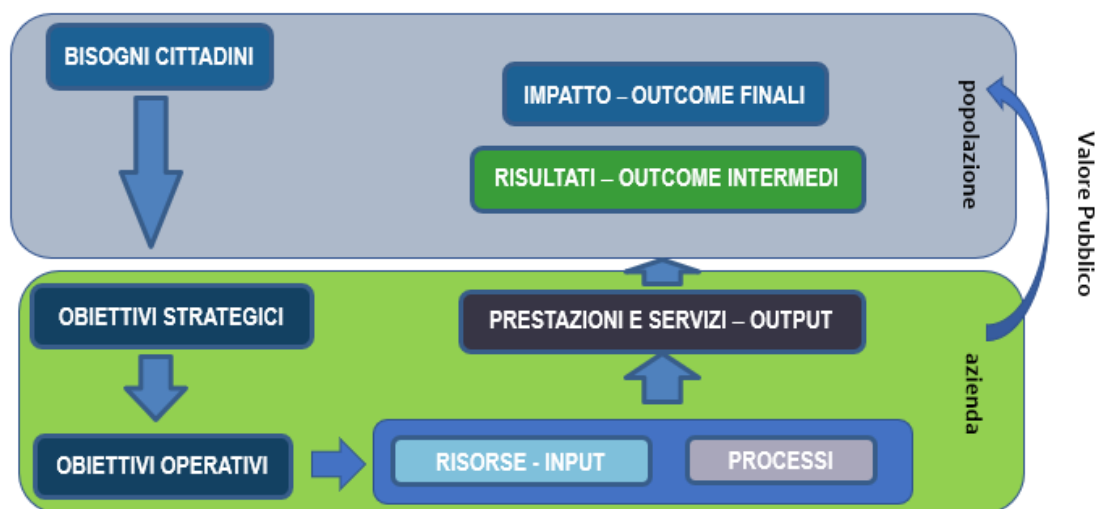 BISOGNI CITTADINI
IMPATTO – OUTCOME FINALI
RISULTATI – OUTCOME INTERMEDI
popolazione
Valore Pubblico
OBIETTIVI STRATEGICI
PRESTAZIONI E SERVIZI – OUTPUT
azienda
OBIETTIVI OPERATIVI
RISORSE - INPUT
PROCESSI